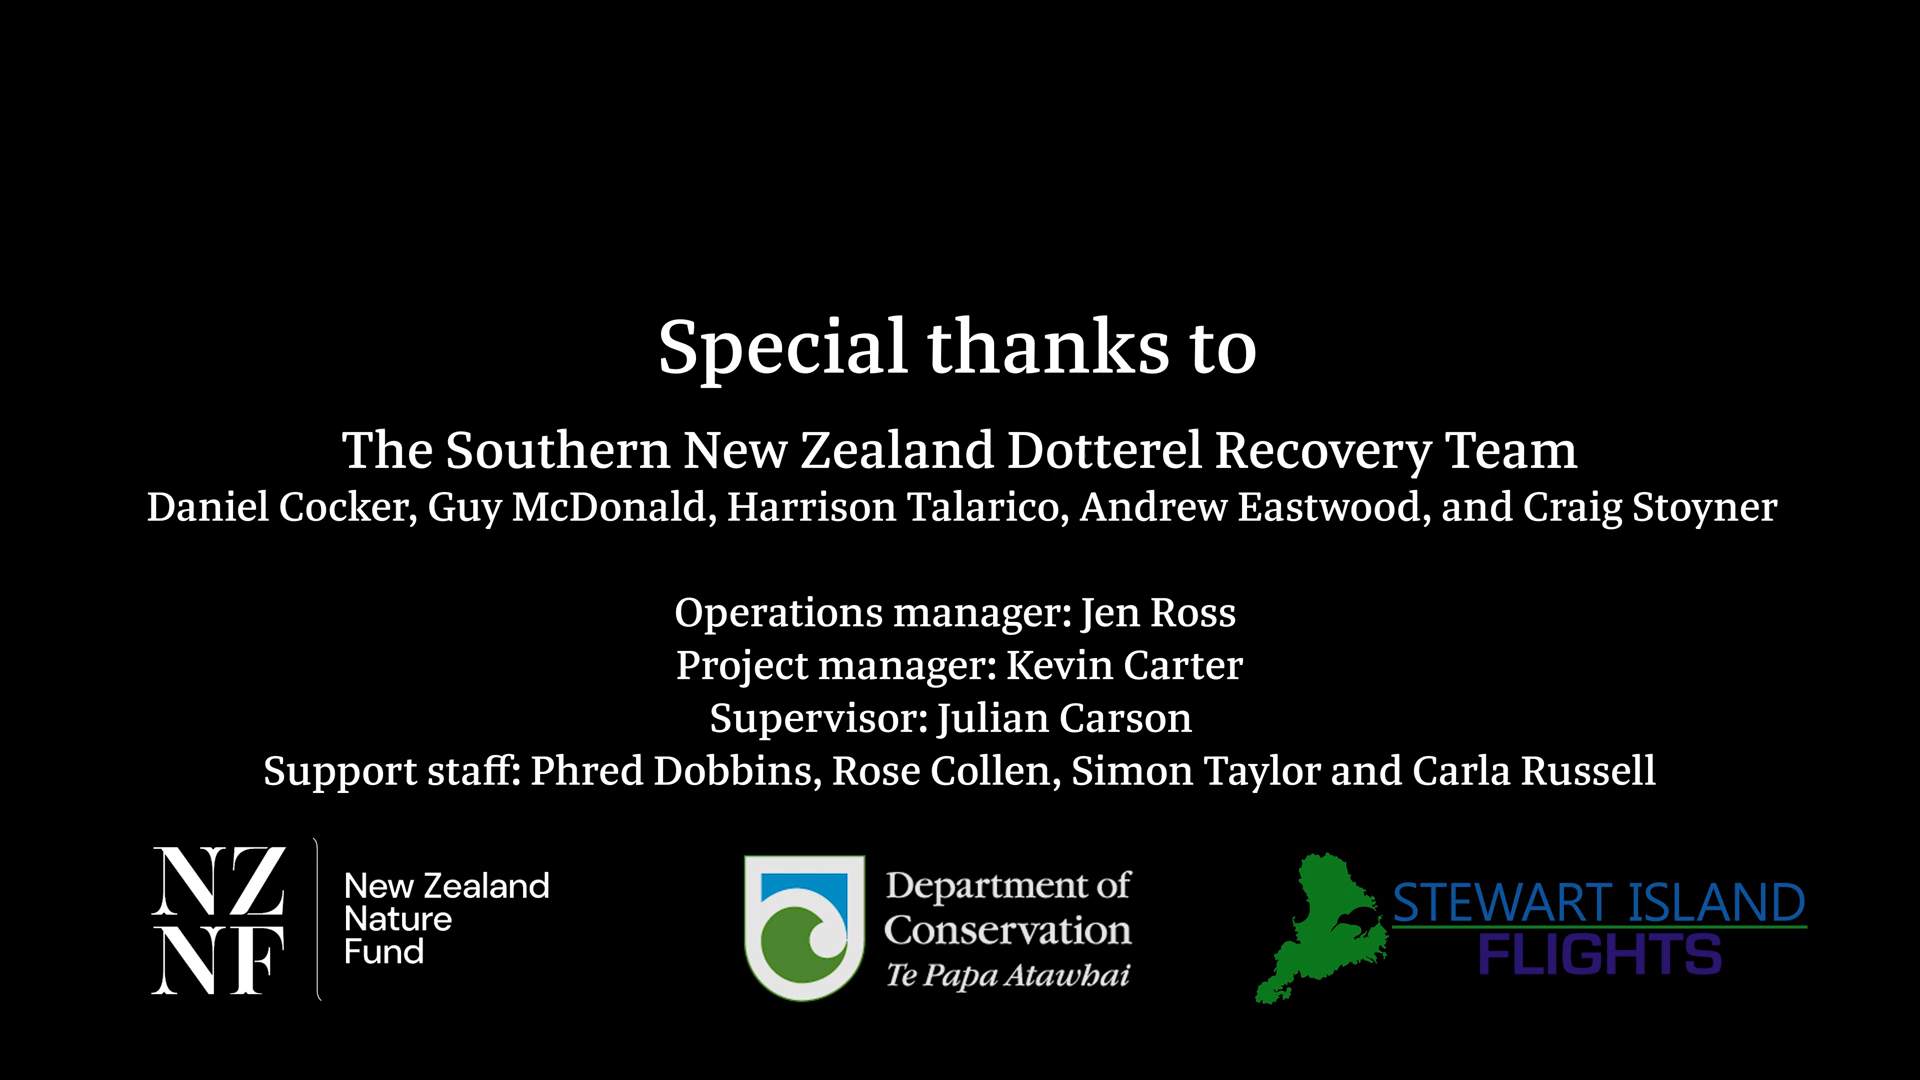 Special thanks to
The Southern New Zealand Dotterel Recovery Team
Daniel Cocker, Guy McDonald, Harrison Talarico, Andrew Eastwood, and Craig Stoyner
Operations manager: Jen Ross
Project manager: Kevin Carter
Supervisor: Julian Carson
Support staff: Phred Dobbins, Rose Collen, Simon Taylor and Carla Russell
NZ
NF
New Zealand
Nature
Fund
Department of
Conservation
Te Papa Atawhai
STEWART ISLAND
FLIGHTS